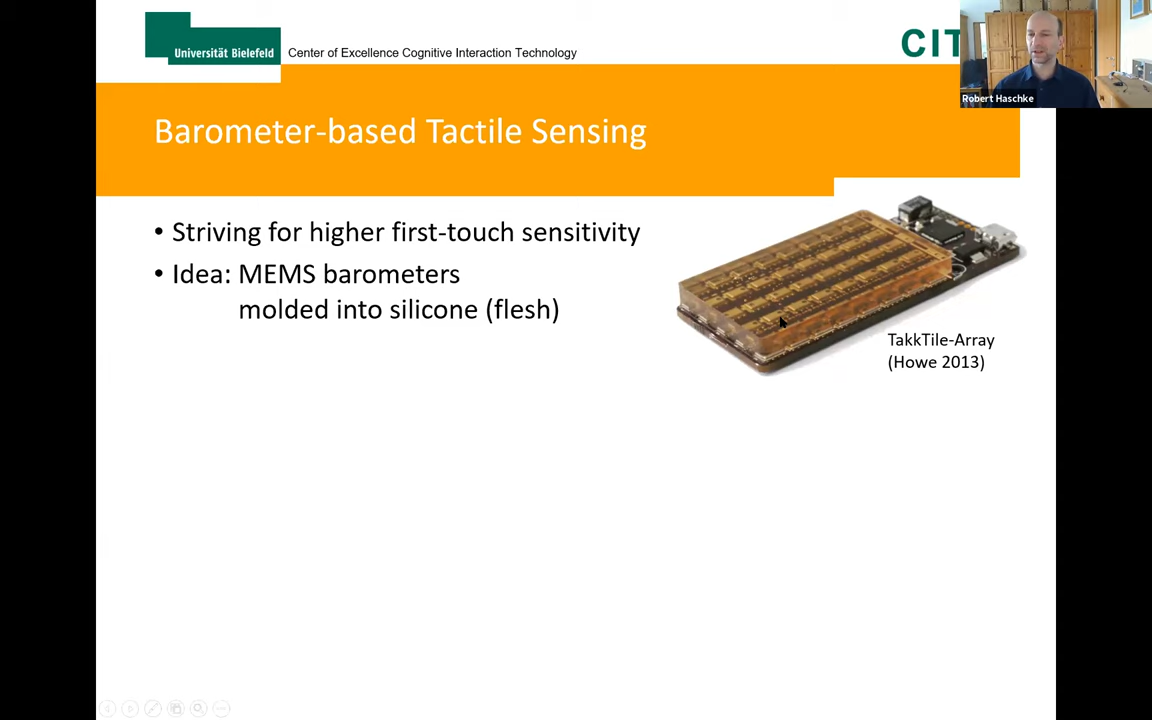 Universität Bielefeld
Center of Excellence Cognitive Interaction Technology
CIT
Robert Haschke
Barometer-based Tactile Sensing
• Striving for higher first-touch sensitivity
• Idea: MEMS barometers
molded into silicone (flesh)
TakkTile-Array
(Howe 2013)